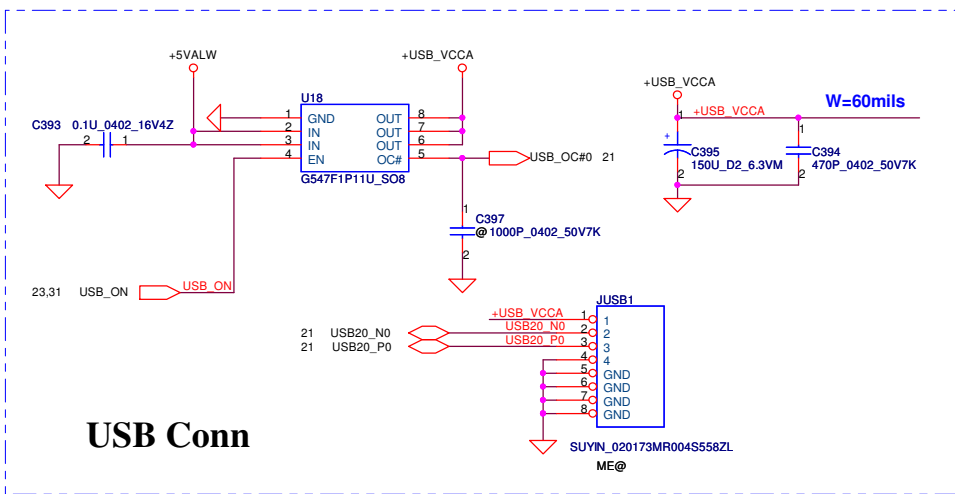 +5VALW
+USB_VCCA
U18
1 GND OUT 8
2 IN OUT 7
3 IN OUT 6
4 EN OC# 5
G547F1P11U_SO8
C393 0.1U_0402_16V4Z
2 1
USB_OC#0 21
1
C397
@ 1000P_0402_50V7K
2
23,31 USB_ON
USB_ON
+USB_VCCA
+USB_VCCA
W=60mils
1
+
C395
150U_D2_6.3VM
2
1
C394
470P_0402_50V7K
2
JUSB1
+USB_VCCA 1 1
21 USB20_N0 USB20_N0 2 2
21 USB20_P0 USB20_P0 3 3
4 4
5 GND
6 GND
7 GND
8 GND
SUYIN_020173MR004S558ZL
ME@
USB Conn